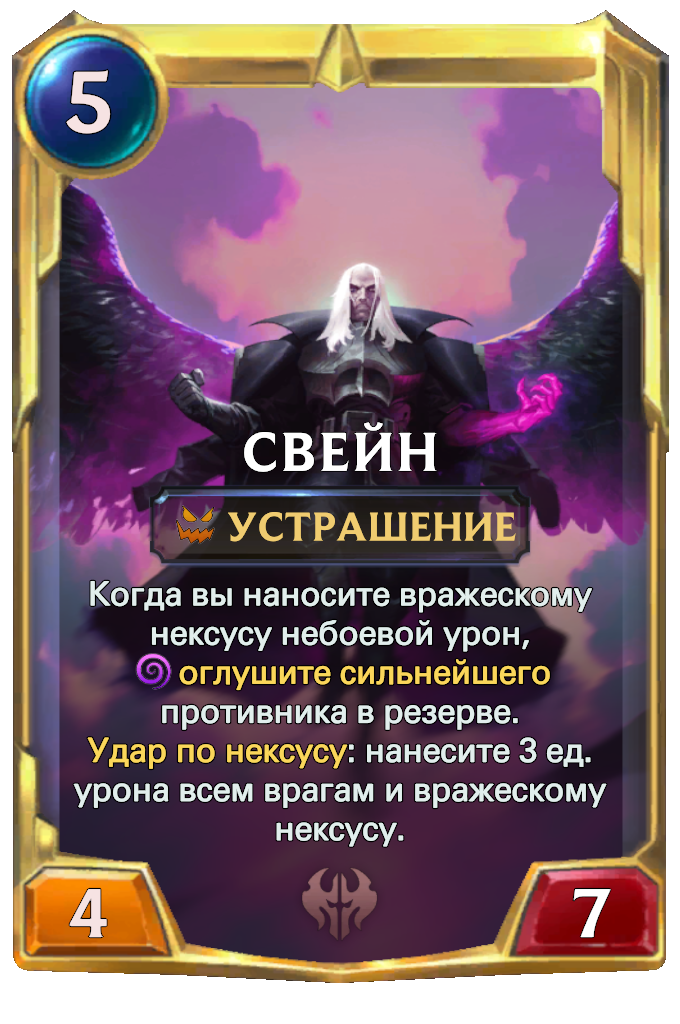 5
СВЕЙН
УСТРАШЕНИЕ
Когда вы наносите вражескому
нексусу небоевой урон,
оглушите сильнейшего
противника в резерве.
Удар по нексусу: нанесите 3 ед.
урона всем врагам и вражескому
нексусу.
4
7